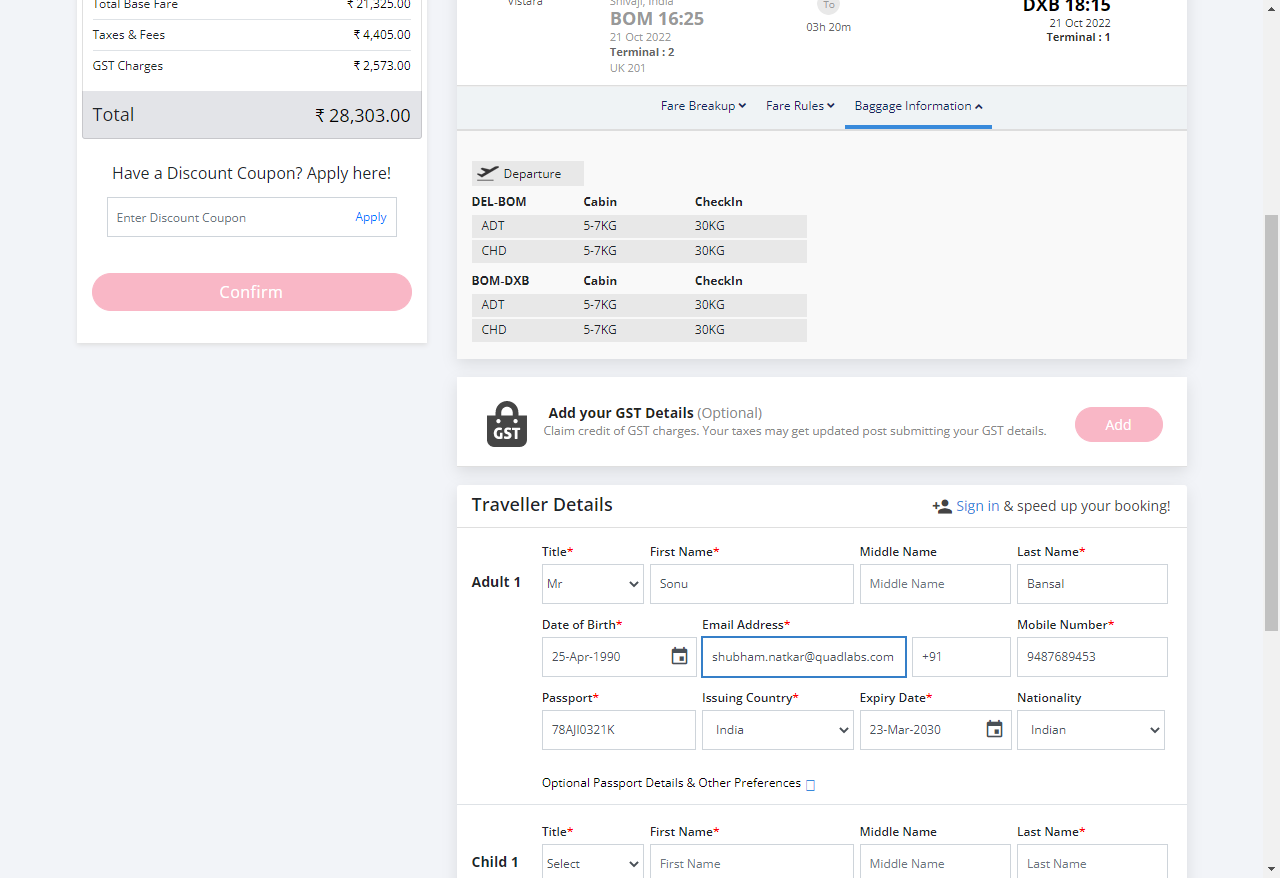 Total Base Fare ₹ 21,325.00
Taxes & Fees ₹ 4,405.00
GST Charges ₹ 2,573.00
Total ₹ 28,303.00
Have a Discount Coupon? Apply here!
Enter Discount Coupon Apply
Confirm
Vistara
Shivaji, India
BOM 16:25
21 Oct 2022
Terminal : 2
UK 201
To
03h 20m
DXB 18:15
21 Oct 2022
Terminal : 1
Fare Breakup Fare Rules Baggage Information
Departure
DEL-BOM Cabin CheckIn
ADT 5-7KG 30KG
CHD 5-7KG 30KG
BOM-DXB Cabin CheckIn
ADT 5-7KG 30KG
CHD 5-7KG 30KG
GST
Add your GST Details (Optional)
Claim credit of GST charges. Your taxes may get updated post submitting your GST details.
Add
Traveller Details Sign in & speed up your booking!
Title* First Name* Middle Name Last Name*
Adult 1 Mr Sonu Middle Name Bansal
Date of Birth* Email Address* Mobile Number*
25-Apr-1990 shubham.natkar@quadlabs.com +91 9487689453
Passport* Issuing Country* Expiry Date* Nationality
78AJI0321K India 23-Mar-2030 Indian
Optional Passport Details & Other Preferences
Title* First Name* Middle Name Last Name*
Child 1 Select First Name Middle Name Last Name